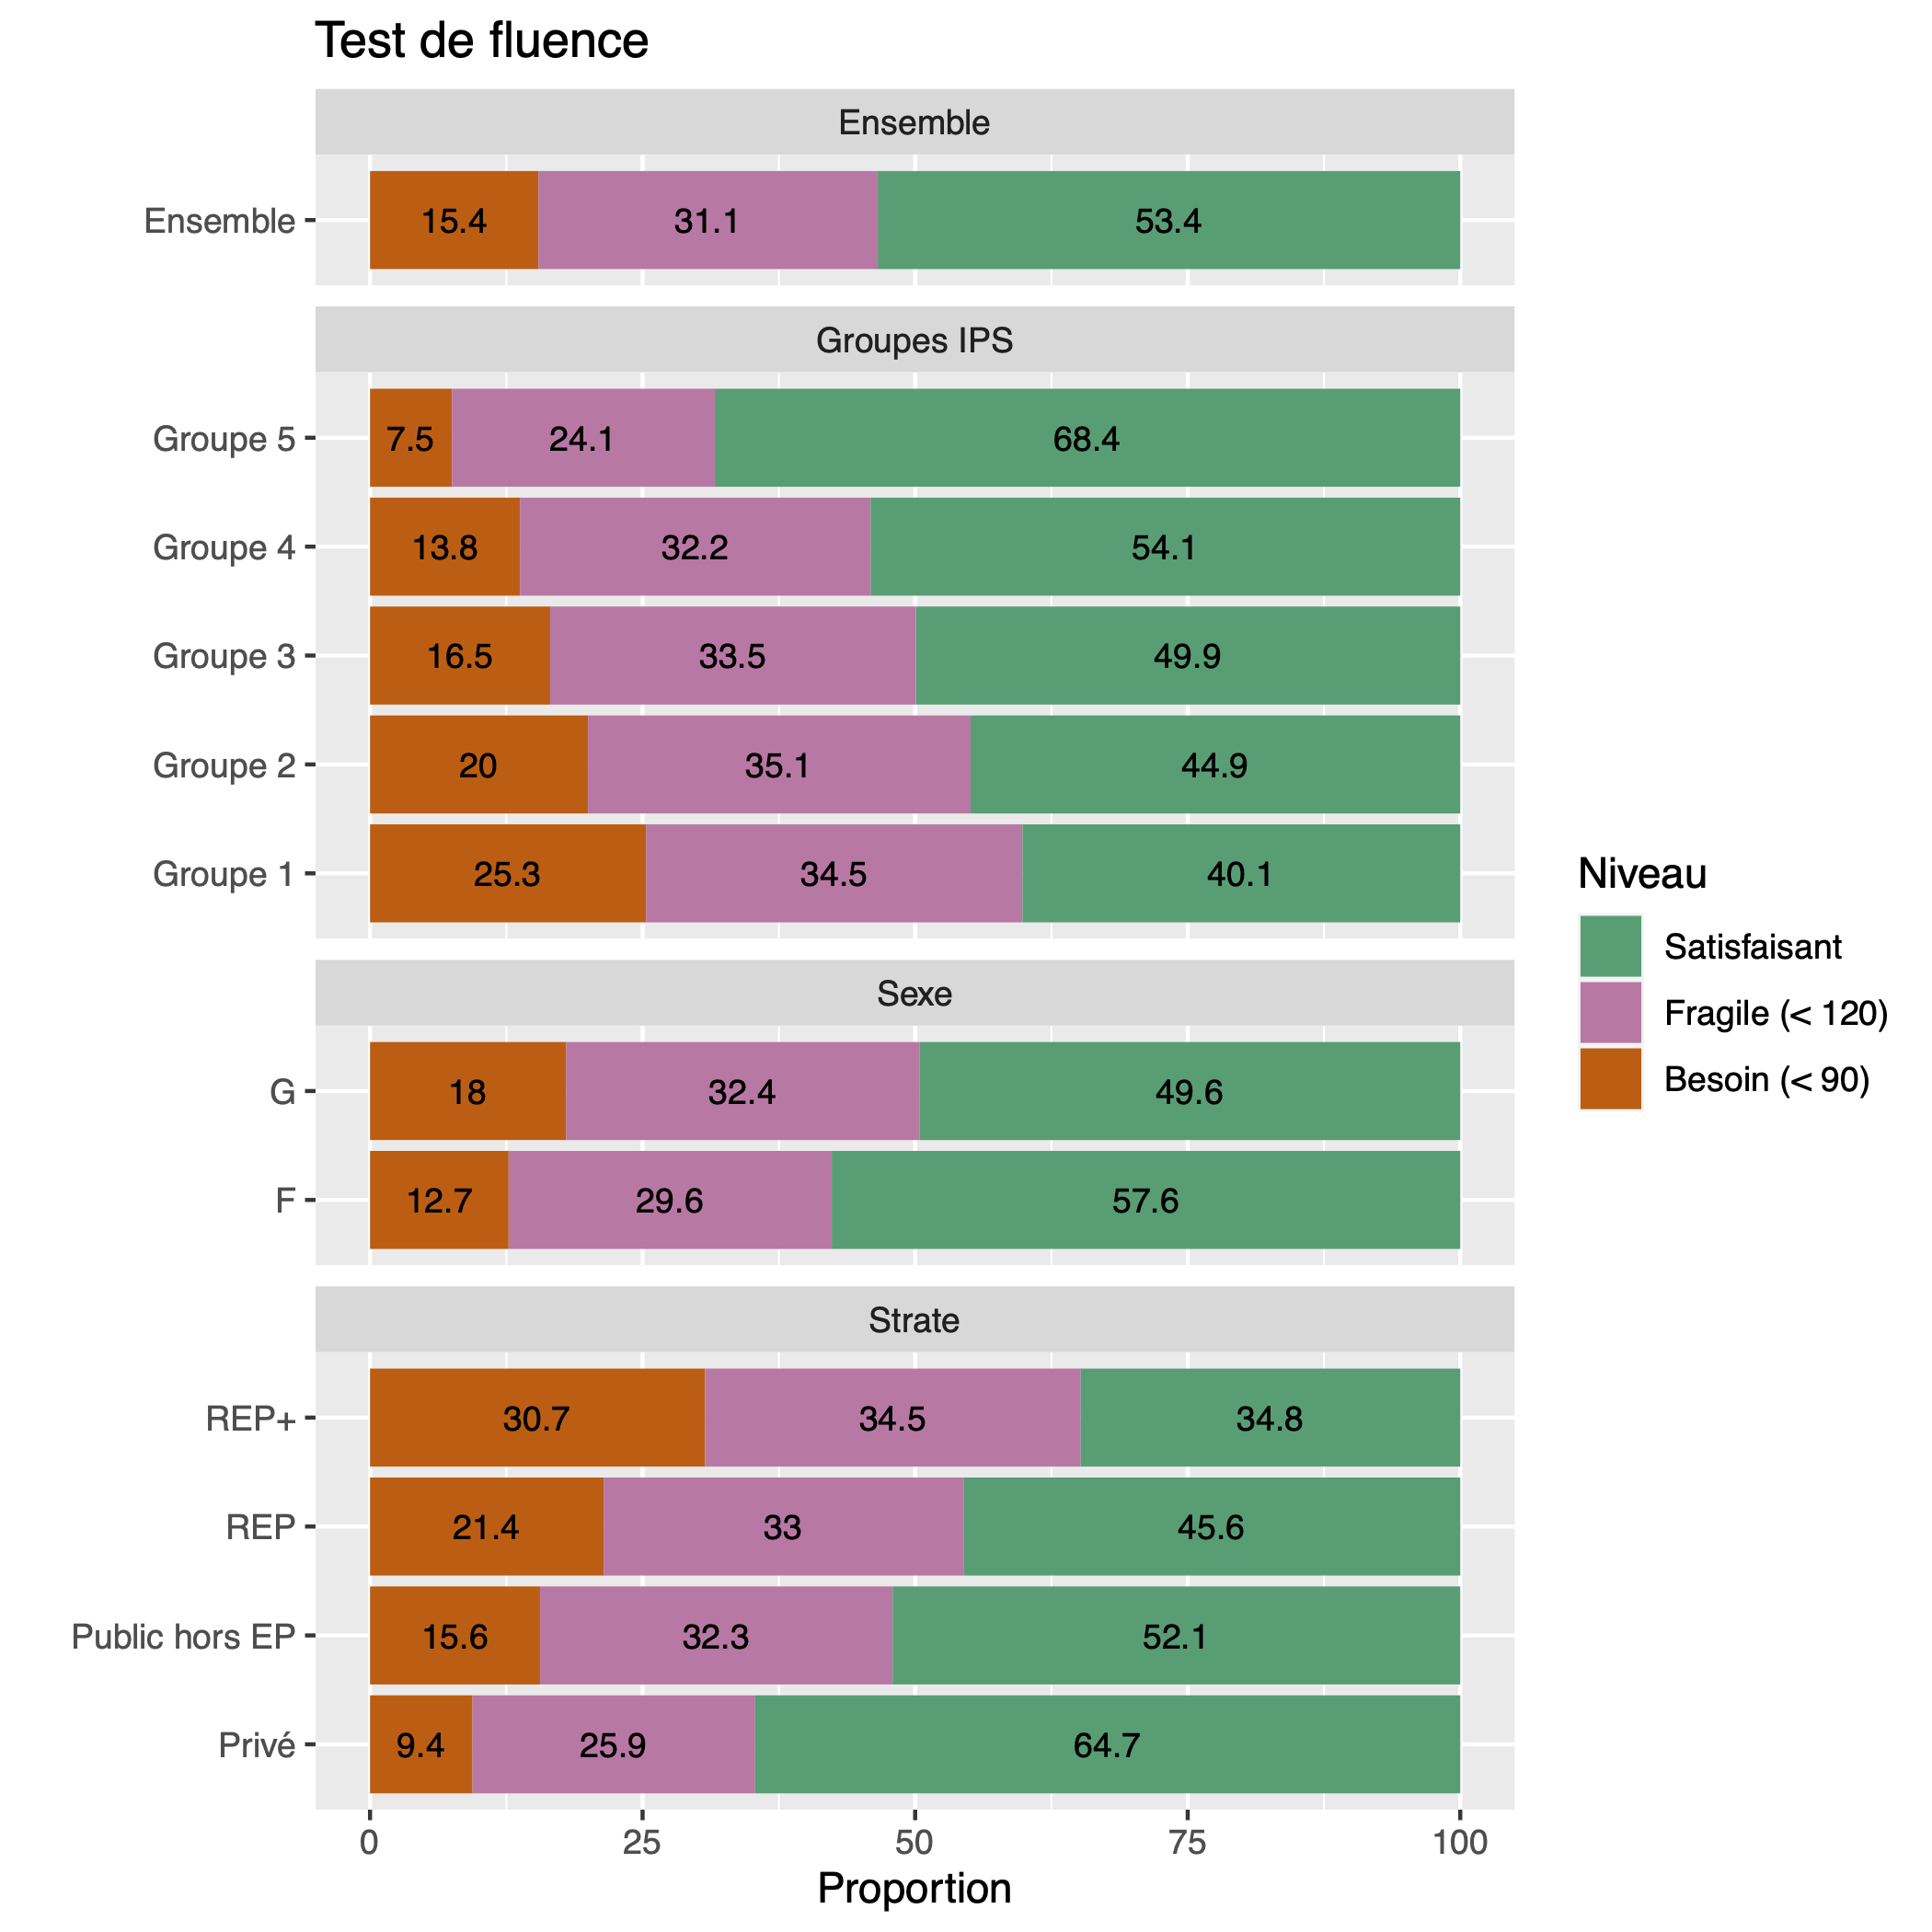 Test de fluence
Ensemble
Ensemble 15.4 31.1 53.4
Groupes IPS
Groupe 5 7.5 24.1 68.4
Groupe 4 13.8 32.2 54.1
Groupe 3 16.5 33.5 49.9
Groupe 2 20 35.1 44.9
Groupe 1 25.3 34.5 40.1
Sexe
G 18 32.4 49.6
F 12.7 29.6 57.6
Strate
REP+ 30.7 34.5 34.8
REP 21.4 33 45.6
Public hors EP 15.6 32.3 52.1
Privé 9.4 25.9 64.7
0 25 50 75 100
Proportion
Niveau
Satisfaisant
Fragile (< 120)
Besoin (< 90)